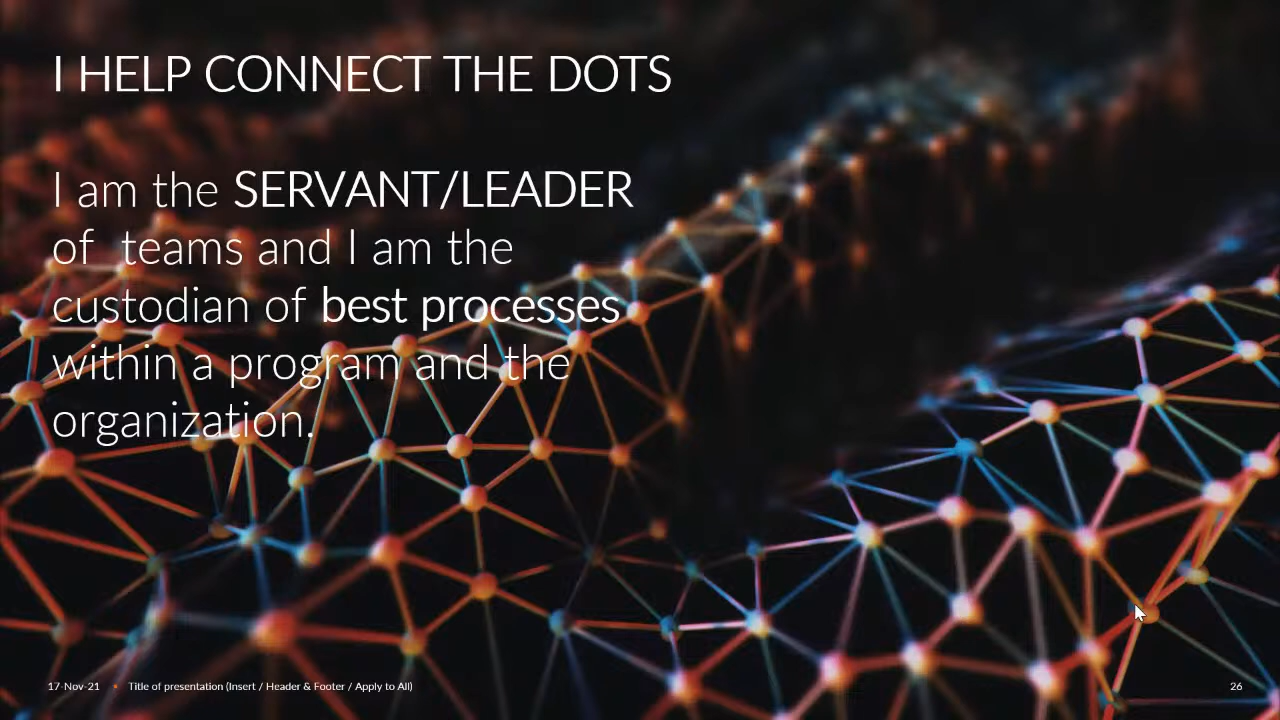 I HELP CONNECT THE DOTS
I am the SERVANT/LEADER
of  teams and I am the
custodian of best processes
within a program and the
organization.
17-Nov-21 • Title of presentation (Insert / Header & Footer / Apply to All) 26